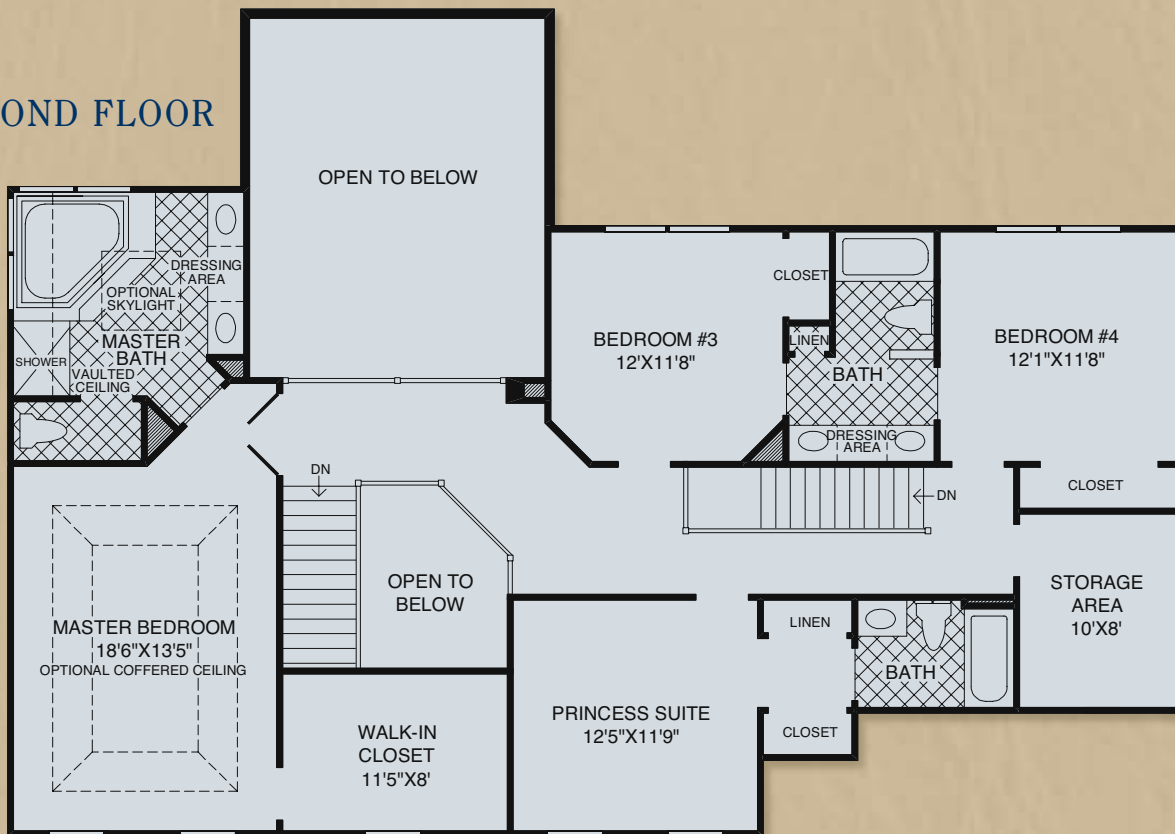 OND FLOOR
OPEN TO BELOW
DRESSING
AREA
OPTIONAL
SKYLIGHT
MASTER
BATH
SHOWER
VAULTED
CEILING
CLOSET
BEDROOM #3
12'X11'8"
LINEN
BATH
DRESSING
AREA
BEDROOM #4
12'1"X11'8"
CLOSET
DN
DN
OPEN TO
BELOW
STORAGE
AREA
10'X8'
MASTER BEDROOM
18'6"X13'5"
OPTIONAL COFFERED CEILING
LINEN
BATH
PRINCESS SUITE
12'5"X11'9"
CLOSET
WALK-IN
CLOSET
11'5"X8'